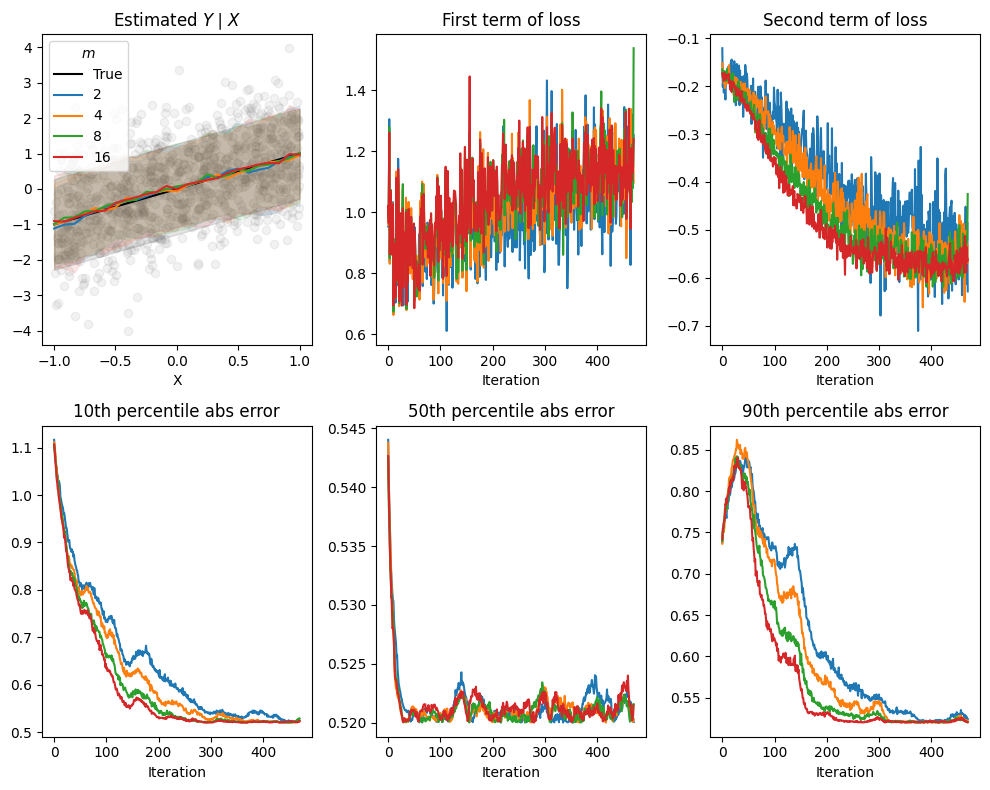 Estimated Y | X
m
True
2
4
8
16
4
3
2
1
0
−1
−2
−3
−4
−1.0 −0.5 0.0 0.5 1.0
X
First term of loss
1.4
1.2
1.0
0.8
0.6
0 100 200 300 400
Iteration
Second term of loss
−0.1
−0.2
−0.3
−0.4
−0.5
−0.6
−0.7
0 100 200 300 400
Iteration
10th percentile abs error
1.1
1.0
0.9
0.8
0.7
0.6
0.5
0 100 200 300 400
Iteration
50th percentile abs error
0.545
0.540
0.535
0.530
0.525
0.520
0 100 200 300 400
Iteration
90th percentile abs error
0.85
0.80
0.75
0.70
0.65
0.60
0.55
0 100 200 300 400
Iteration